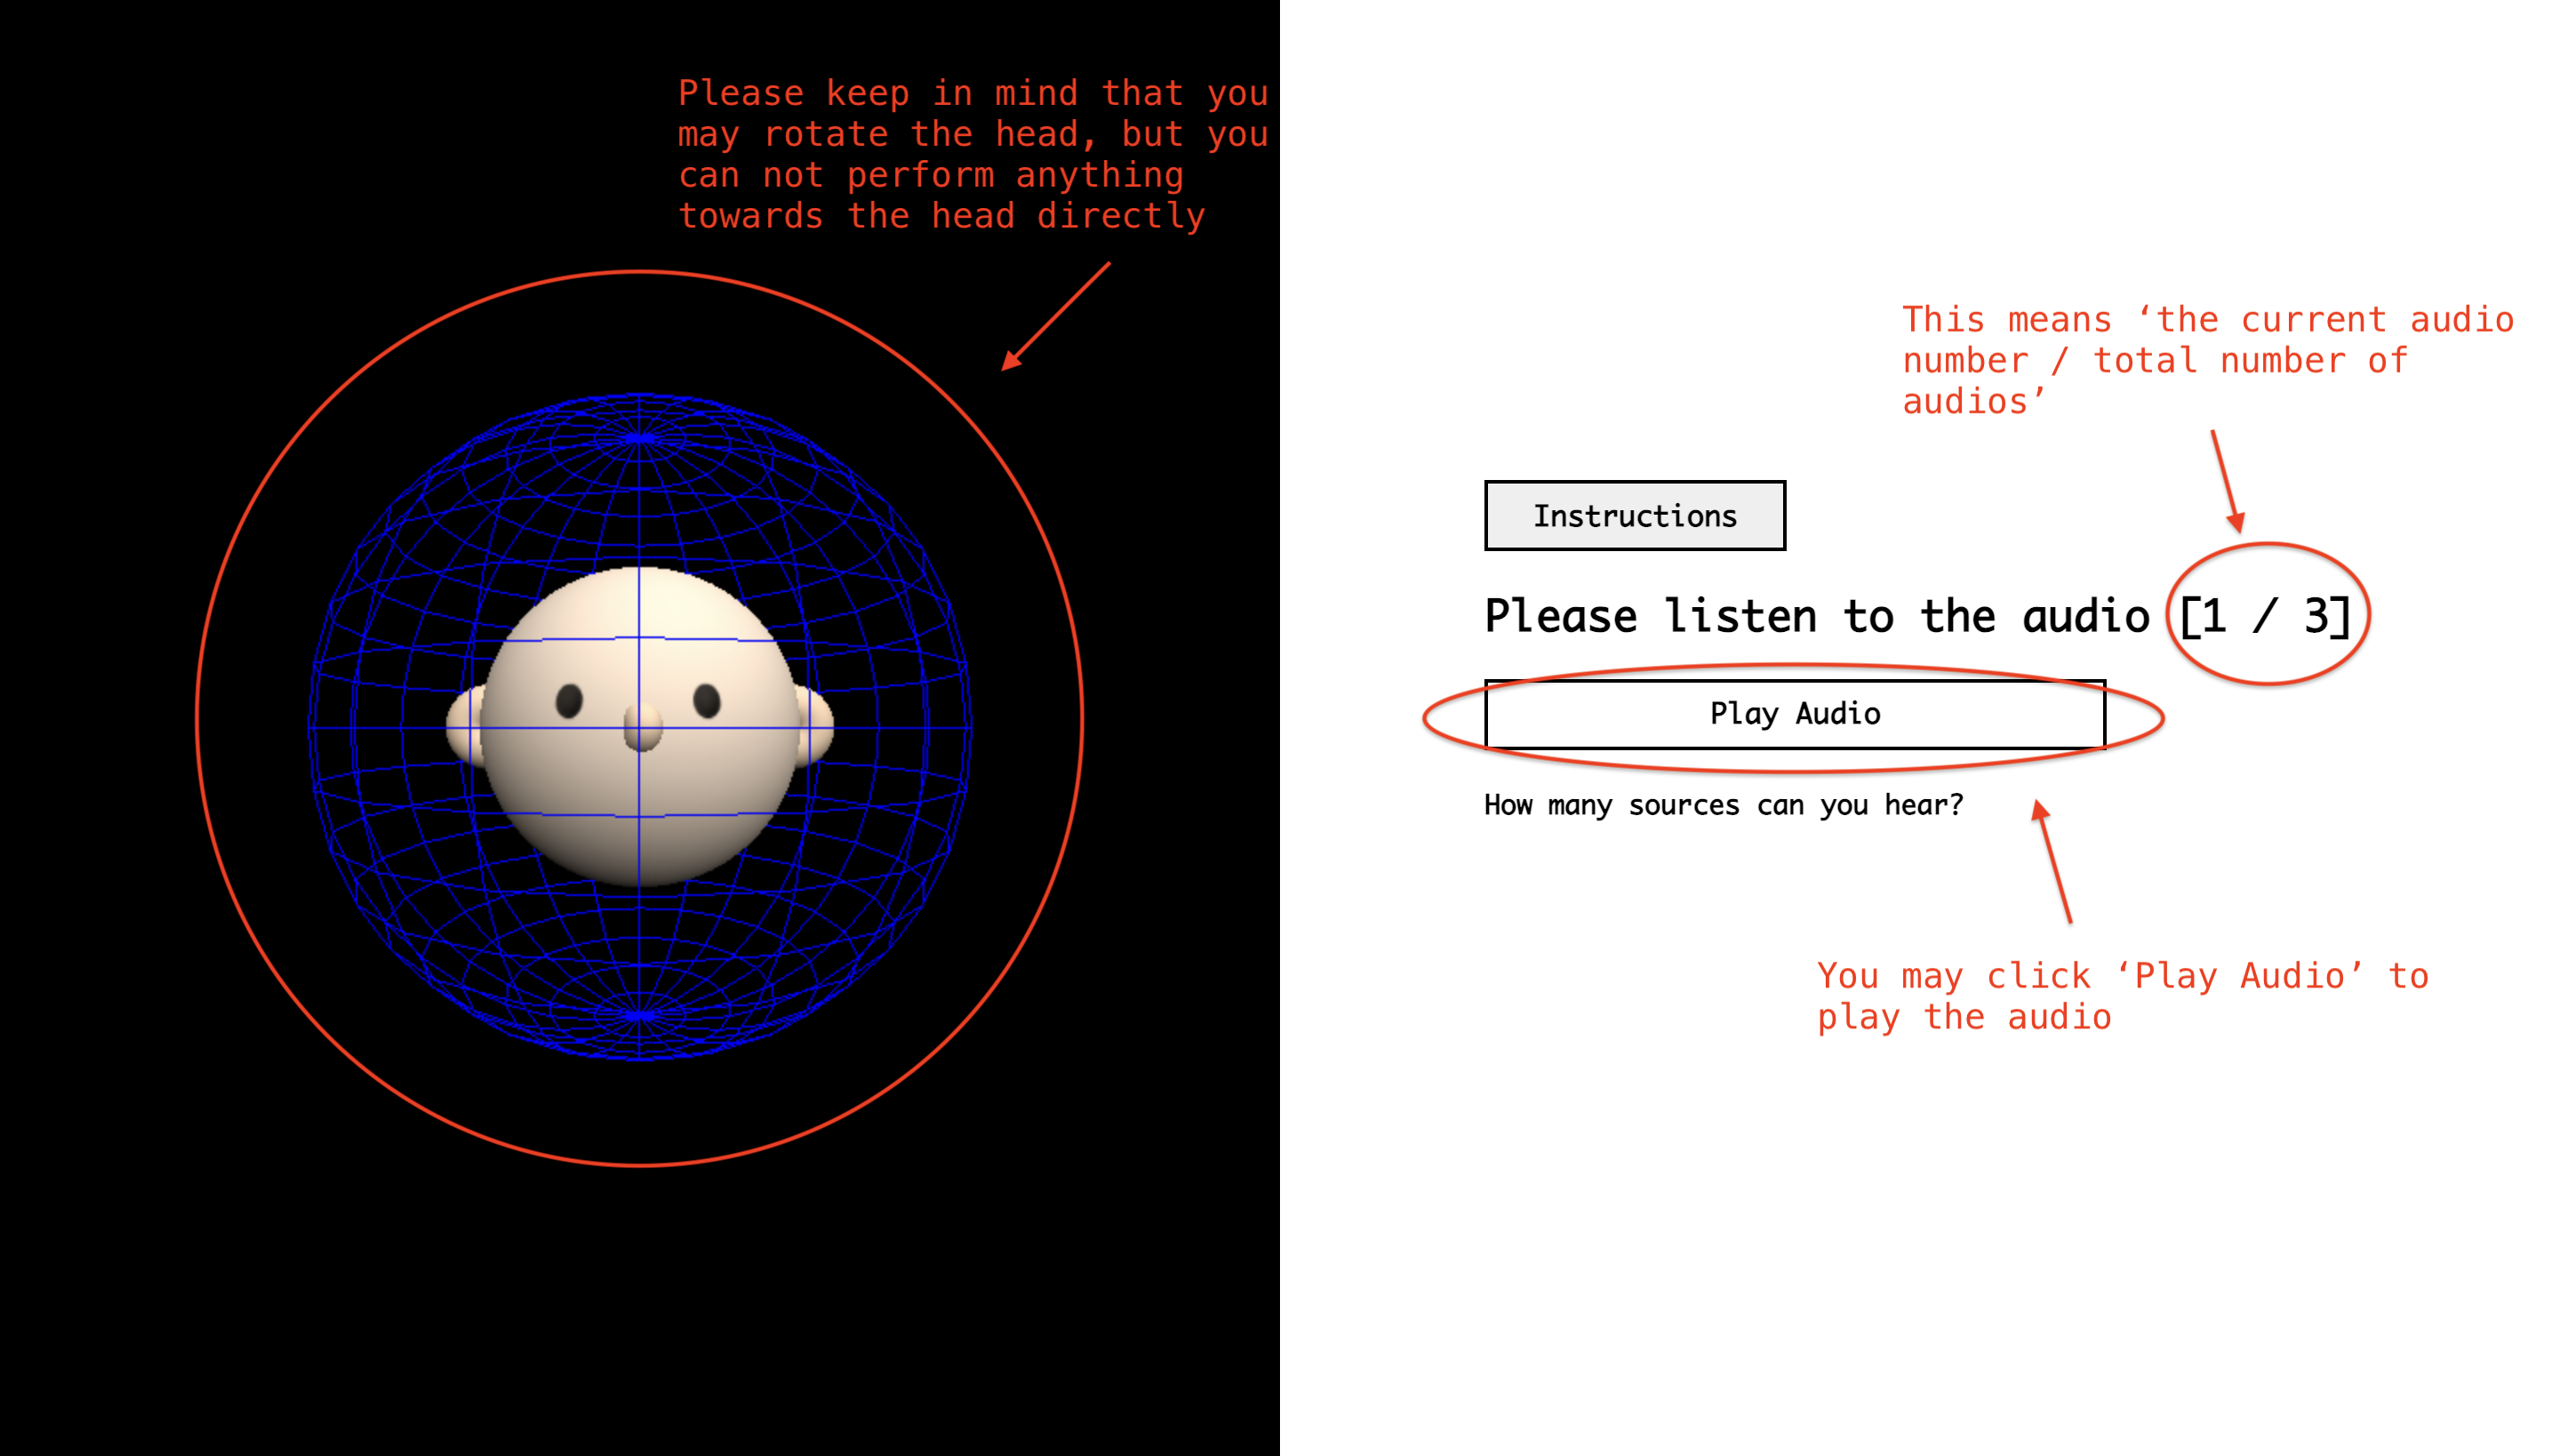 Please keep in mind that you
may rotate the head, but you
can not perform anything
towards the head directly
This means ‘the current audio
number / total number of
audios’
Instructions
Please listen to the audio [1 / 3]
Play Audio
How many sources can you hear?
You may click ‘Play Audio’ to
play the audio